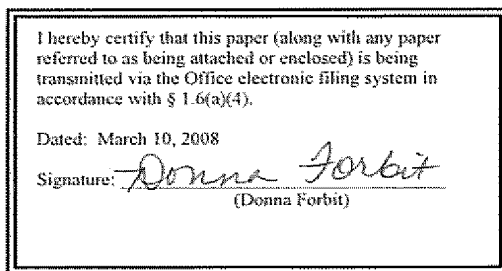 I hereby certify that this paper (along with any paper
referred to as being attached or enclosed) is being
transmitted via the Office electronic filing system in
accordance with § 1.6(a)(4).
Dated: March 10, 2008
Signature: Donna Forbit
(Donna Forbit)